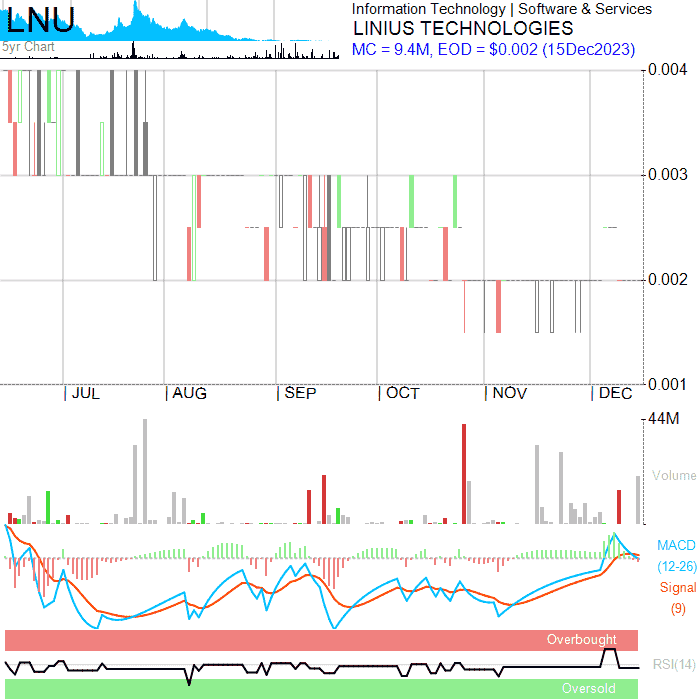 LNU
5yr Chart
Information Technology | Software & Services
LINIUS TECHNOLOGIES
MC = 9.4M, EOD = $0.002 (15Dec2023)
0.004
0.003
0.002
0.001
| JUL | AUG | SEP | OCT | NOV | DEC
44M
Volume
MACD
(12-26)
Signal
(9)
Overbought
RSI(14)
Oversold